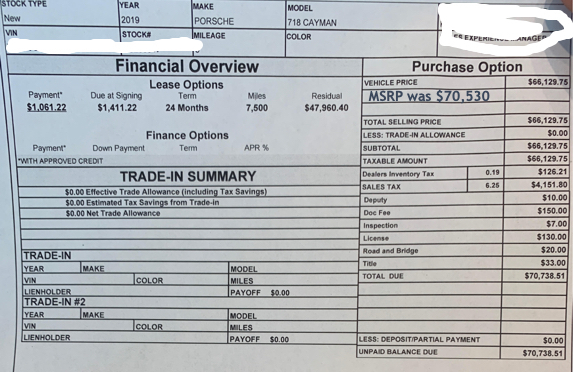 STOCK TYPE YEAR MAKE MODEL
New 2019 PORSCHE 718 CAYMAN
VIN STOCK# MILEAGE COLOR
Financial Overview
Lease Options
Payment* Due at Signing Term Miles Residual
$1,061.22 $1,411.22 24 Months 7,500 $47,960.40
Finance Options
Payment* Down Payment Term APR %
*WITH APPROVED CREDIT
TRADE-IN SUMMARY
$0.00 Effective Trade Allowance (including Tax Savings)
$0.00 Estimated Tax Savings from Trade-in
$0.00 Net Trade Allowance
TRADE-IN
YEAR MAKE MODEL
VIN COLOR MILES
LIENHOLDER PAYOFF $0.00
TRADE-IN #2
YEAR MAKE MODEL
VIN COLOR MILES
LIENHOLDER PAYOFF $0.00
Purchase Option
VEHICLE PRICE $66,129.75
MSRP was $70,530
TOTAL SELLING PRICE $66,129.75
LESS: TRADE-IN ALLOWANCE $0.00
SUBTOTAL $66,129.75
TAXABLE AMOUNT $66,129.75
Dealers Inventory Tax 0.19 $126.21
SALES TAX 6.25 $4,151.80
Deputy $10.00
Doc Fee $150.00
Inspection $7.00
License $130.00
Road and Bridge $20.00
Title $33.00
TOTAL DUE $70,738.51
LESS: DEPOSIT/PARTIAL PAYMENT $0.00
UNPAID BALANCE DUE $70,738.51